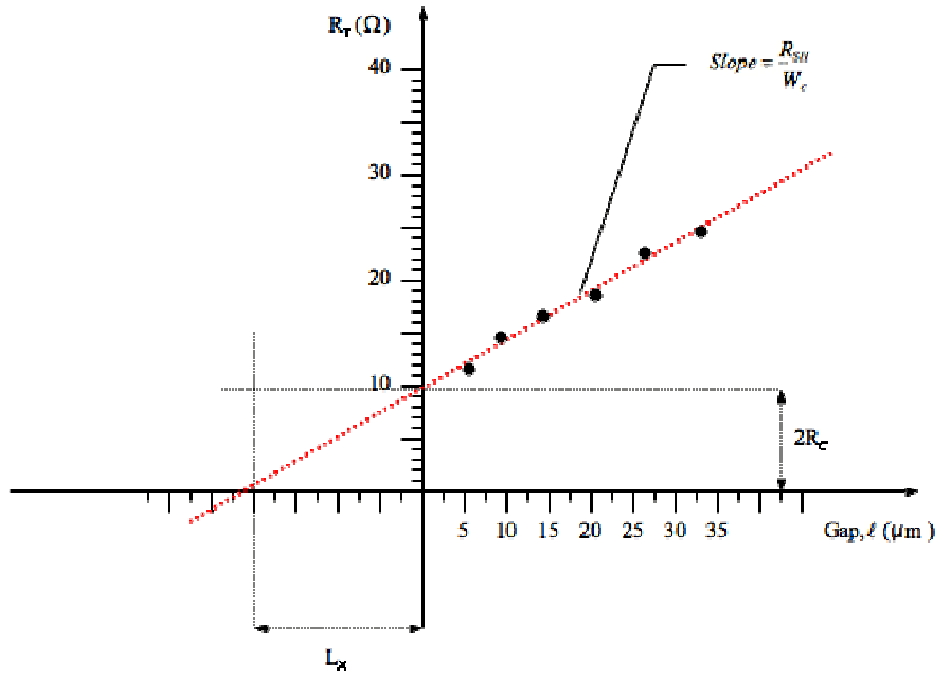 R_T (Ω)
Slope = R_SH / W_c
40
30
20
10
2R_C
5 10 15 20 25 30 35 Gap, ℓ (μm )
L_X